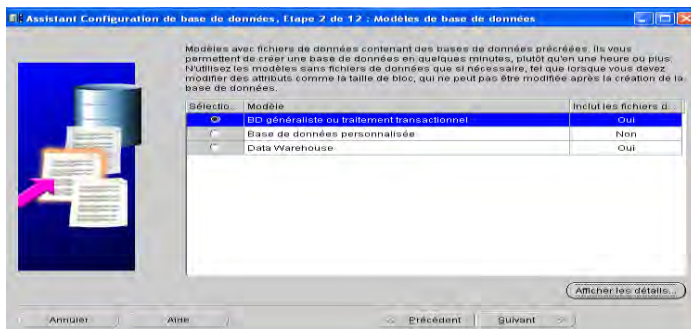 Assistant Configuration de base de données, Etape 2 de 12 : Modèles de base de données
Modèles avec fichiers de données contenant des bases de données précréées. Ils vous
permettent de créer une base de données en quelques minutes, plutôt qu'en une heure ou plus.
N'utilisez les modèles sans fichiers de données que si nécessaire, tel que lorsque vous devez
modifier des attributs comme la taille de bloc, qui ne peut pas être modifiée après la création de la
base de données.
Sélectio... Modèle Inclut les fichiers d...
BD généraliste ou traitement transactionnel Oui
Base de données personnalisée Non
Data Warehouse Oui
Afficher les détails...
Annuler Aide Précédent Suivant